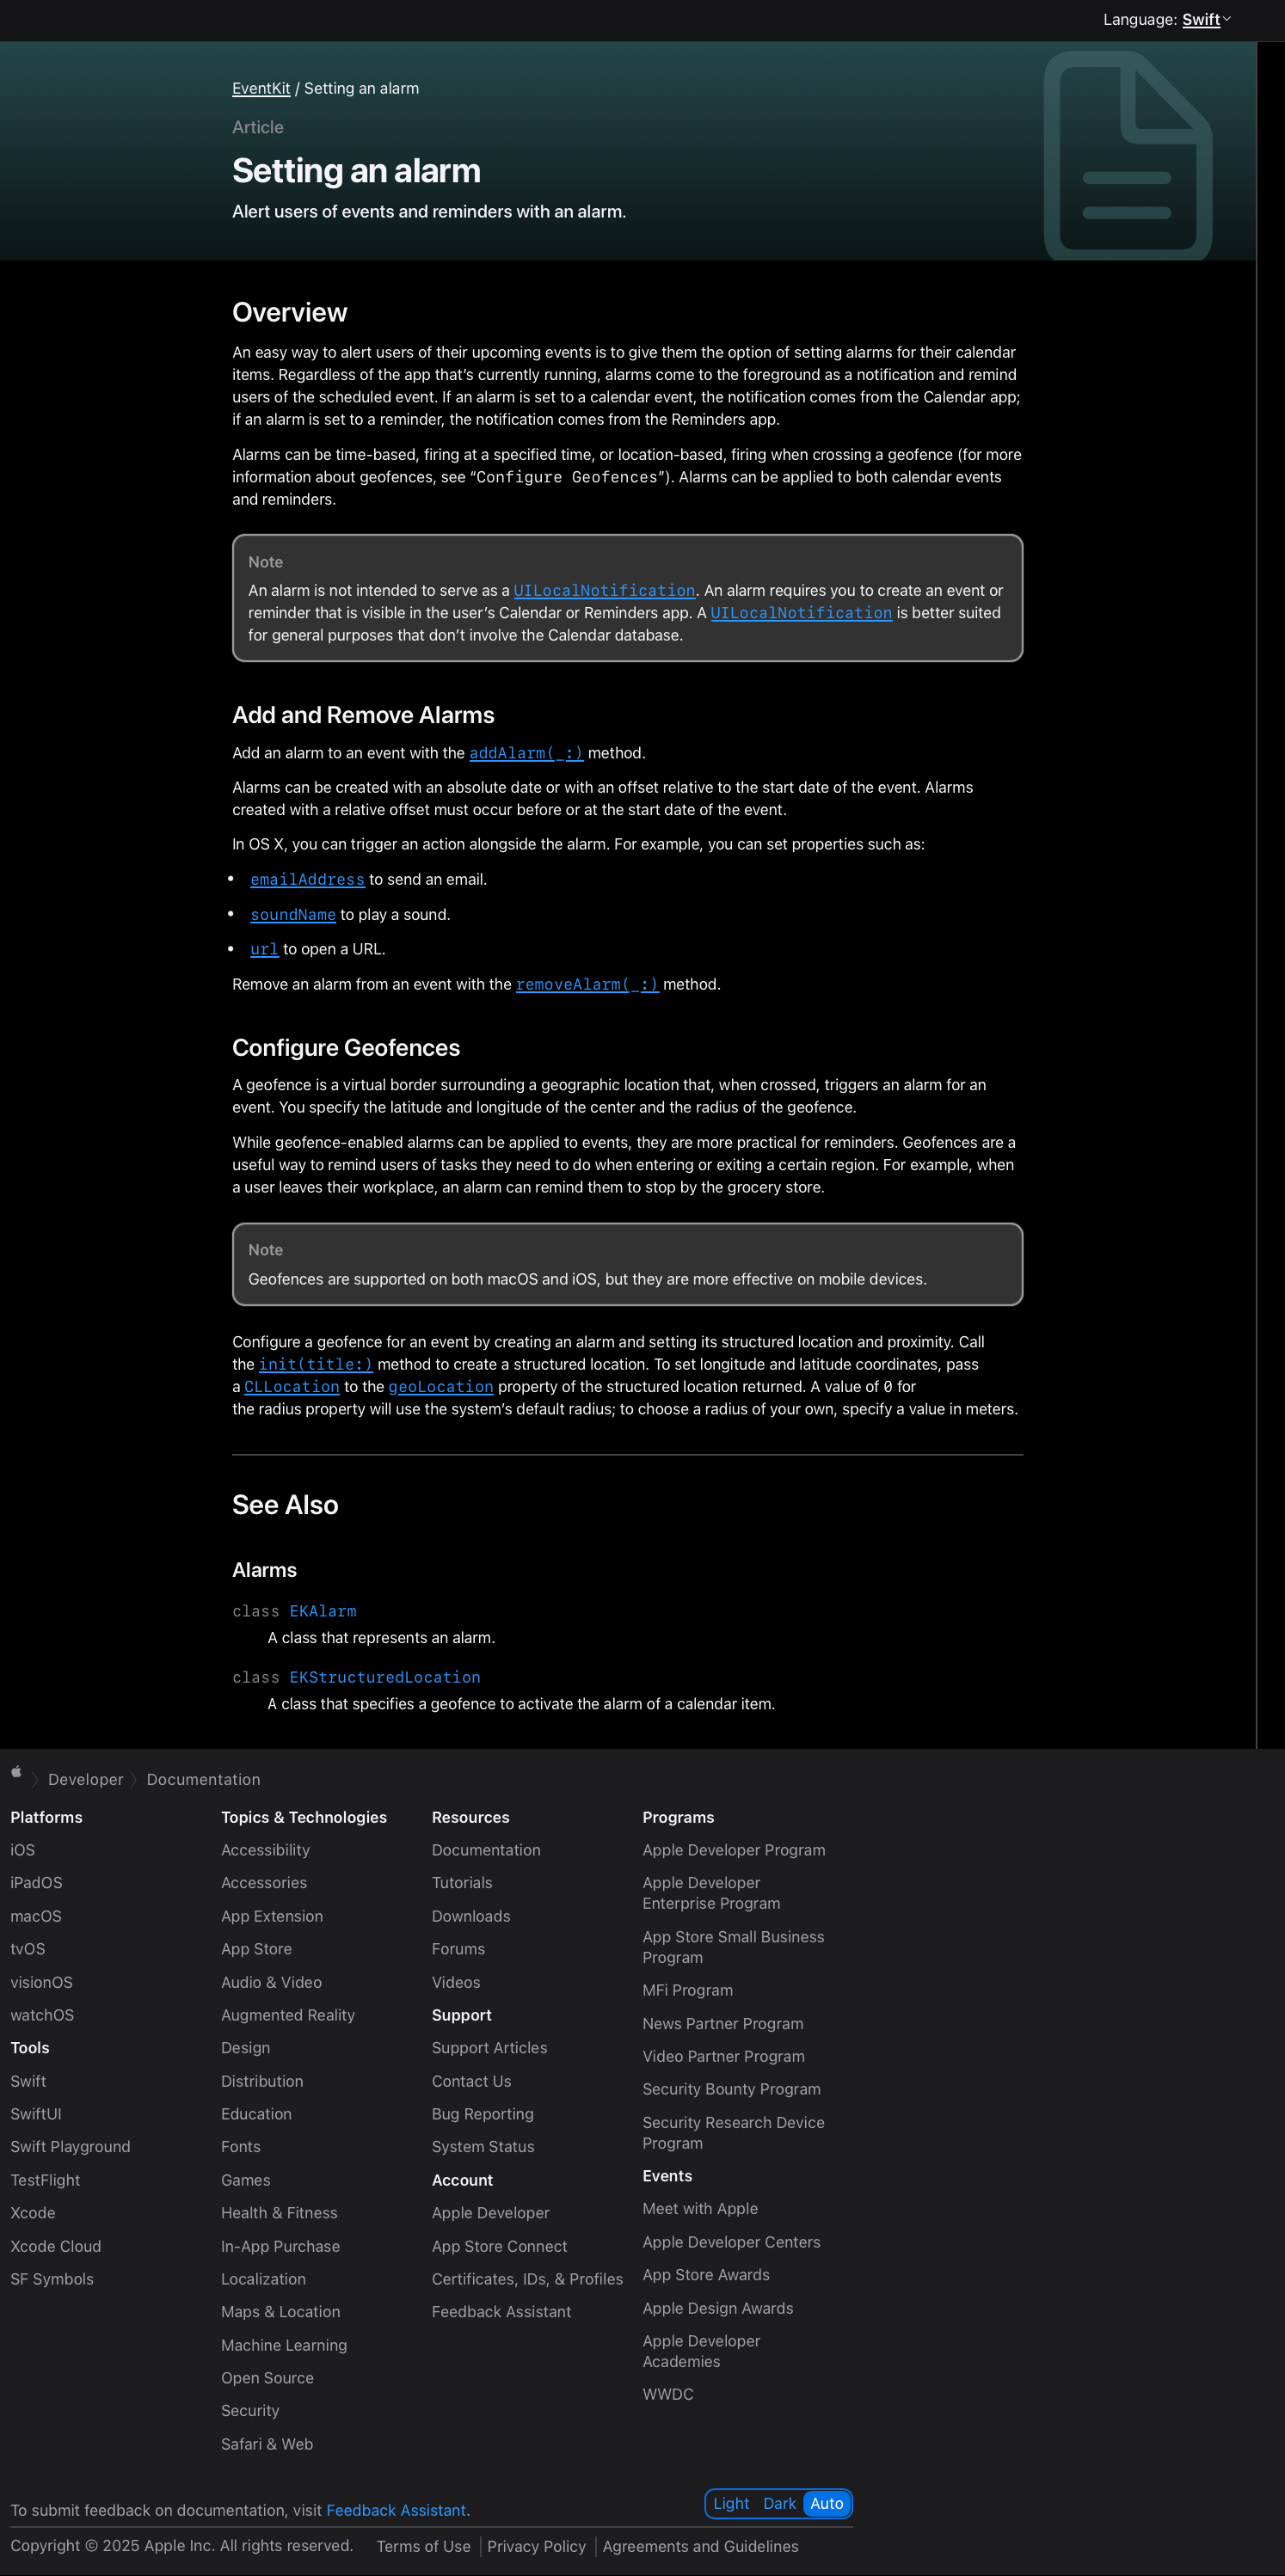 Language: Swift
EventKit / Setting an alarm
Article
Setting an alarm
Alert users of events and reminders with an alarm.
Overview
An easy way to alert users of their upcoming events is to give them the option of setting alarms for their calendar
items. Regardless of the app that’s currently running, alarms come to the foreground as a notification and remind
users of the scheduled event. If an alarm is set to a calendar event, the notification comes from the Calendar app;
if an alarm is set to a reminder, the notification comes from the Reminders app.
Alarms can be time-based, firing at a specified time, or location-based, firing when crossing a geofence (for more
information about geofences, see “Configure Geofences”). Alarms can be applied to both calendar events
and reminders.
Note
An alarm is not intended to serve as a UILocalNotification. An alarm requires you to create an event or
reminder that is visible in the user’s Calendar or Reminders app. A UILocalNotification is better suited
for general purposes that don’t involve the Calendar database.
Add and Remove Alarms
Add an alarm to an event with the addAlarm(_:) method.
Alarms can be created with an absolute date or with an offset relative to the start date of the event. Alarms
created with a relative offset must occur before or at the start date of the event.
In OS X, you can trigger an action alongside the alarm. For example, you can set properties such as:
• emailAddress to send an email.
• soundName to play a sound.
• url to open a URL.
Remove an alarm from an event with the removeAlarm(_:) method.
Configure Geofences
A geofence is a virtual border surrounding a geographic location that, when crossed, triggers an alarm for an
event. You specify the latitude and longitude of the center and the radius of the geofence.
While geofence-enabled alarms can be applied to events, they are more practical for reminders. Geofences are a
useful way to remind users of tasks they need to do when entering or exiting a certain region. For example, when
a user leaves their workplace, an alarm can remind them to stop by the grocery store.
Note
Geofences are supported on both macOS and iOS, but they are more effective on mobile devices.
Configure a geofence for an event by creating an alarm and setting its structured location and proximity. Call
the init(title:) method to create a structured location. To set longitude and latitude coordinates, pass
a CLLocation to the geoLocation property of the structured location returned. A value of 0 for
the radius property will use the system’s default radius; to choose a radius of your own, specify a value in meters.
See Also
Alarms
class EKAlarm
A class that represents an alarm.
class EKStructuredLocation
A class that specifies a geofence to activate the alarm of a calendar item.
Developer
Documentation
Platforms
iOS
iPadOS
macOS
tvOS
visionOS
watchOS
Tools
Swift
SwiftUI
Swift Playground
TestFlight
Xcode
Xcode Cloud
SF Symbols
Topics & Technologies
Accessibility
Accessories
App Extension
App Store
Audio & Video
Augmented Reality
Design
Distribution
Education
Fonts
Games
Health & Fitness
In-App Purchase
Localization
Maps & Location
Machine Learning
Open Source
Security
Safari & Web
Resources
Documentation
Tutorials
Downloads
Forums
Videos
Support
Support Articles
Contact Us
Bug Reporting
System Status
Account
Apple Developer
App Store Connect
Certificates, IDs, & Profiles
Feedback Assistant
Programs
Apple Developer Program
Apple Developer
Enterprise Program
App Store Small Business
Program
MFi Program
News Partner Program
Video Partner Program
Security Bounty Program
Security Research Device
Program
Events
Meet with Apple
Apple Developer Centers
App Store Awards
Apple Design Awards
Apple Developer
Academies
WWDC
To submit feedback on documentation, visit Feedback Assistant.
Light Dark Auto
Copyright © 2025 Apple Inc. All rights reserved. Terms of Use Privacy Policy Agreements and Guidelines